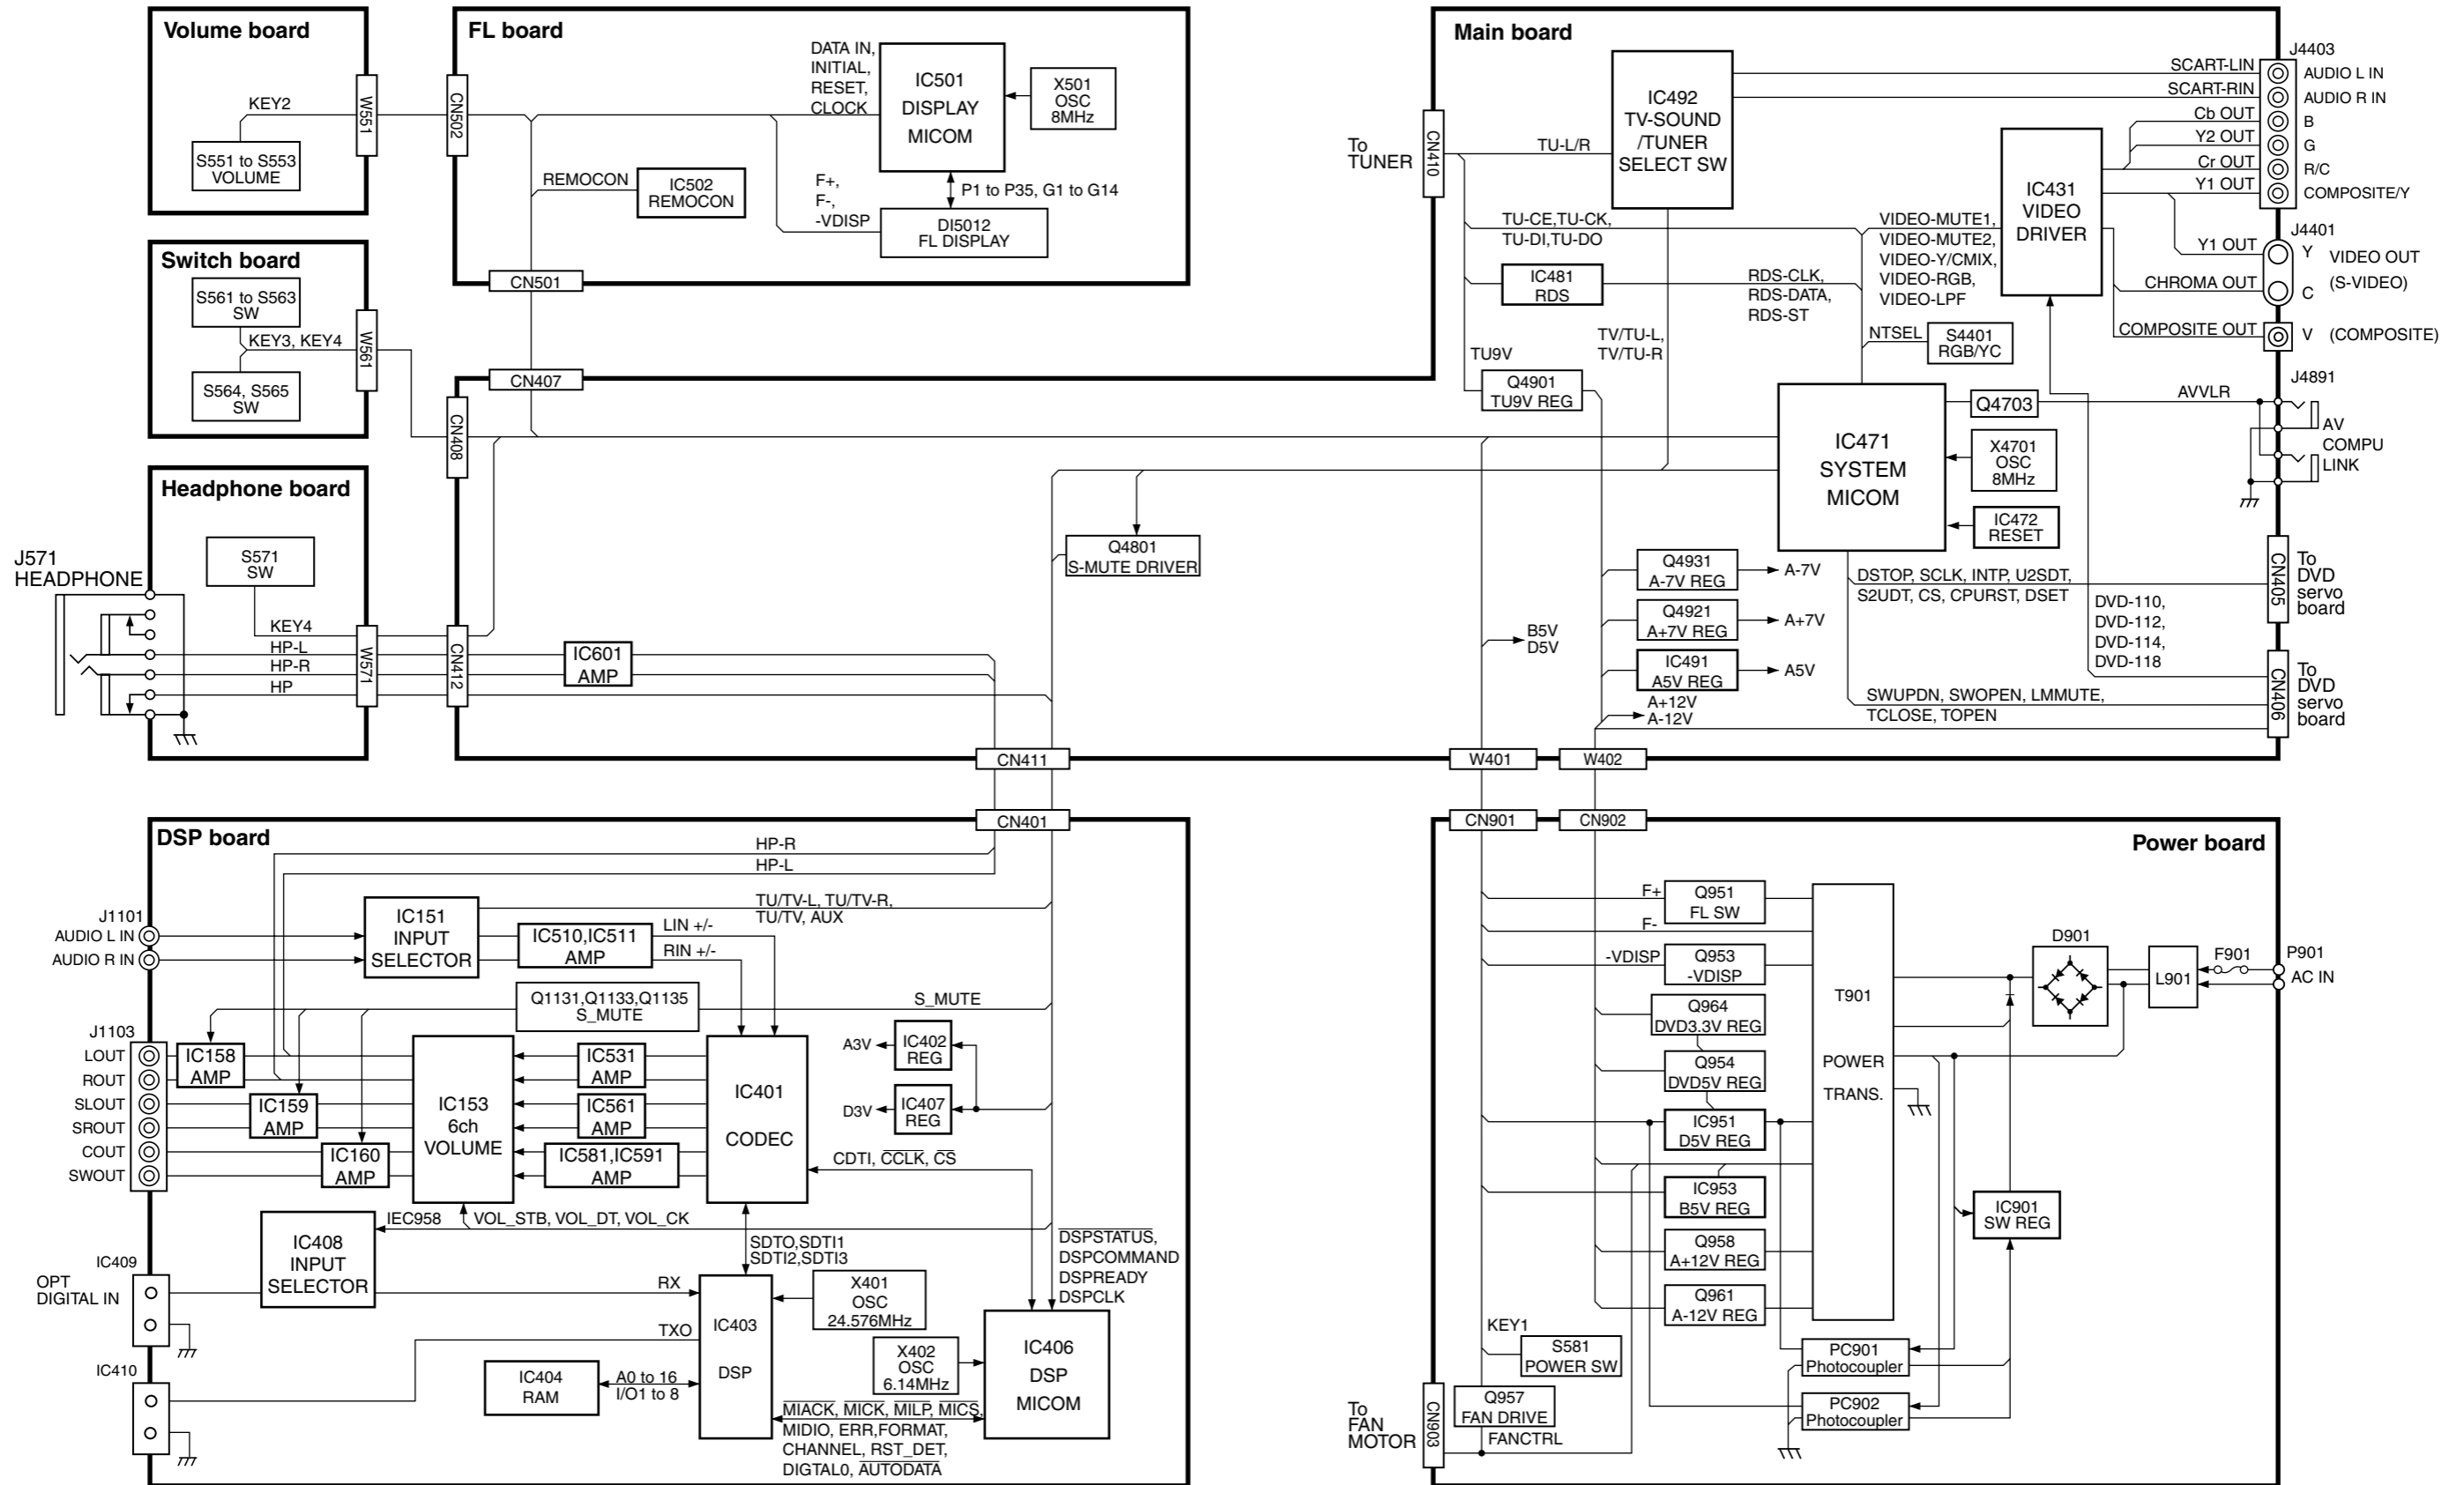 Volume board
KEY2
S551 to S553
VOLUME
W551
FL board
CN502
DATA IN,
INITIAL,
RESET,
CLOCK
IC501
DISPLAY
MICOM
X501
OSC
8MHz
REMOCON
IC502
REMOCON
F+,
F-,
-VDISP
P1 to P35, G1 to G14
DI5012
FL DISPLAY
CN501
Switch board
S561 to S563
SW
KEY3, KEY4
S564, S565
SW
W561
Headphone board
S571
SW
J571
HEADPHONE
KEY4
HP-L
HP-R
HP
W571
Main board
To
TUNER
CN410
TU-L/R
IC492
TV-SOUND
/TUNER
SELECT SW
SCART-LIN
SCART-RIN
Cb OUT
Y2 OUT
Cr OUT
Y1 OUT
J4403
AUDIO L IN
AUDIO R IN
B
G
R/C
COMPOSITE/Y
IC431
VIDEO
DRIVER
J4401
Y1 OUT
Y
VIDEO OUT
CHROMA OUT
C
(S-VIDEO)
COMPOSITE OUT
V
(COMPOSITE)
TU-CE,TU-CK,
TU-DI,TU-DO
VIDEO-MUTE1,
VIDEO-MUTE2,
VIDEO-Y/CMIX,
VIDEO-RGB,
VIDEO-LPF
IC481
RDS
RDS-CLK,
RDS-DATA,
RDS-ST
TV/TU-L,
TV/TU-R
NTSEL
S4401
RGB/YC
TU9V
Q4901
TU9V REG
CN407
CN408
IC471
SYSTEM
MICOM
Q4703
AVVLR
J4891
AV
COMPU
LINK
X4701
OSC
8MHz
IC472
RESET
Q4801
S-MUTE DRIVER
Q4931
A-7V REG
A-7V
Q4921
A+7V REG
A+7V
IC491
A5V REG
A5V
A+12V
A-12V
B5V
D5V
DSTOP, SCLK, INTP, U2SDT,
S2UDT, CS, CPURST, DSET
CN405
To
DVD
servo
board
DVD-110,
DVD-112,
DVD-114,
DVD-118
SWUPDN, SWOPEN, LMMUTE,
TCLOSE, TOPEN
CN406
To
DVD
servo
board
CN412
IC601
AMP
CN411
W401
W402
DSP board
CN401
HP-R
HP-L
J1101
AUDIO L IN
AUDIO R IN
IC151
INPUT
SELECTOR
TU/TV-L, TU/TV-R,
TU/TV, AUX
IC510,IC511
AMP
LIN +/-
RIN +/-
Q1131,Q1133,Q1135
S_MUTE
S_MUTE
J1103
LOUT
ROUT
SLOUT
SROUT
COUT
SWOUT
IC158
AMP
IC159
AMP
IC160
AMP
IC153
6ch
VOLUME
IC531
AMP
IC561
AMP
IC581,IC591
AMP
IC401
CODEC
A3V
IC402
REG
D3V
IC407
REG
CDTI, CCLK, CS
IEC958
VOL_STB, VOL_DT, VOL_CK
IC408
INPUT
SELECTOR
IC409
OPT
DIGITAL IN
RX
SDTO,SDTI1
SDTI2,SDTI3
DSPSTATUS,
DSPCOMMAND
DSPREADY
DSPCLK
X401
OSC
24.576MHz
IC403
DSP
TXO
IC410
IC404
RAM
A0 to 16
I/O1 to 8
X402
OSC
6.14MHz
IC406
DSP
MICOM
MIACK, MICK, MILP, MICS,
MIDIO, ERR,FORMAT,
CHANNEL, RST_DET,
DIGTAL0, AUTODATA
Power board
CN901
CN902
F+
Q951
FL SW
F-
-VDISP
Q953
-VDISP
Q964
DVD3.3V REG
Q954
DVD5V REG
IC951
D5V REG
IC953
B5V REG
Q958
A+12V REG
Q961
A-12V REG
T901
POWER
TRANS.
D901
L901
F901
P901
AC IN
IC901
SW REG
KEY1
S581
POWER SW
PC901
Photocoupler
PC902
Photocoupler
Q957
FAN DRIVE
FANCTRL
To
FAN
MOTOR
CN903